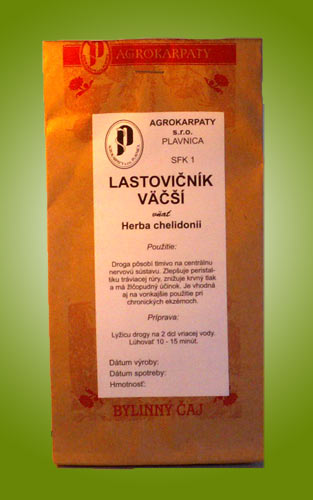 AGROKARPATY
AGROKARPATY
s.r.o.
PLAVNICA
SFK 1
LASTOVIČNÍK
VÄČŠÍ
vňať
Herba chelidonii
Použitie:
Droga pôsobí tlmivo na centrálnu
nervovú sústavu. Zlepšuje peristal-
tiku tráviacej rúry, znižuje krvný tlak
a má žlčopudný účinok. Je vhodná
aj na vonkajšie použitie pri
chronických ekzémoch.
Príprava:
Lyžicu drogy na 2 dcl vriacej vody.
Lúhovať 10 - 15 minút.
Dátum výroby:
Dátum spotreby:
Hmotnosť:
BYLINNÝ ČAJ